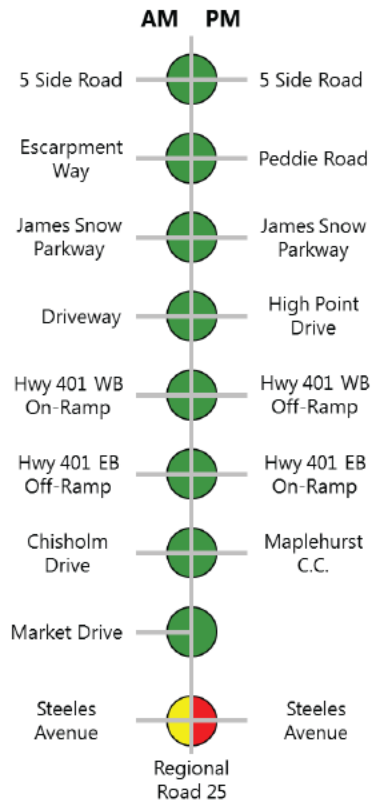 AM PM
5 Side Road
5 Side Road
Escarpment
Way
Peddie Road
James Snow
Parkway
James Snow
Parkway
Driveway
High Point
Drive
Hwy 401 WB
On-Ramp
Hwy 401 WB
Off-Ramp
Hwy 401 EB
Off-Ramp
Hwy 401 EB
On-Ramp
Chisholm
Drive
Maplehurst
C.C.
Market Drive
Steeles
Avenue
Steeles
Avenue
Regional
Road 25